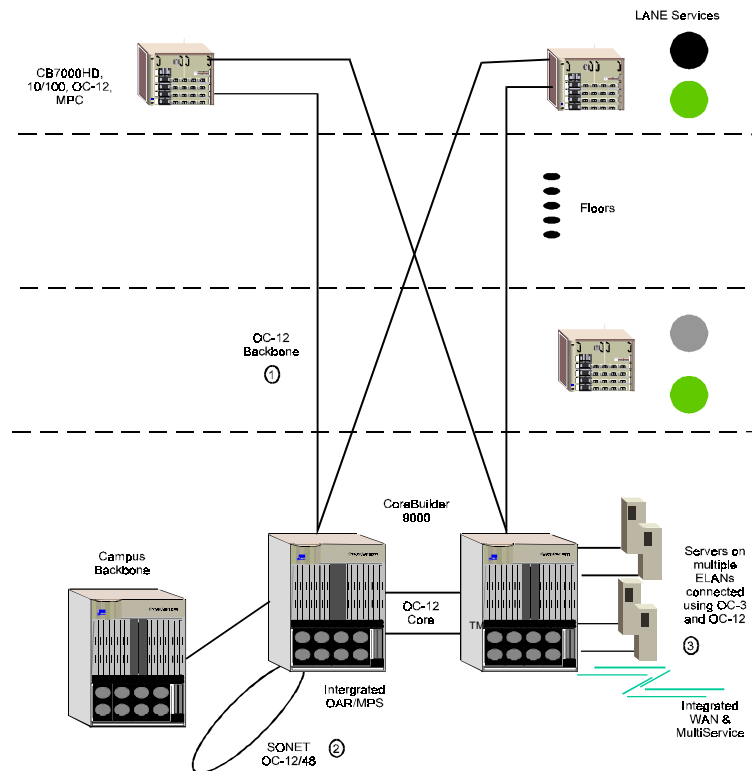 LANE Services
CB7000HD,
10/100, OC-12,
MPC
Floors
OC-12
Backbone
1
CoreBuilder
9000
Campus
Backbone
OC-12
Core
TM
Servers on
multiple
ELANs
connected
using OC-3
and OC-12
3
Intergrated
OAR/MPS
Integrated
WAN &
MultiService
SONET
OC-12/48
2